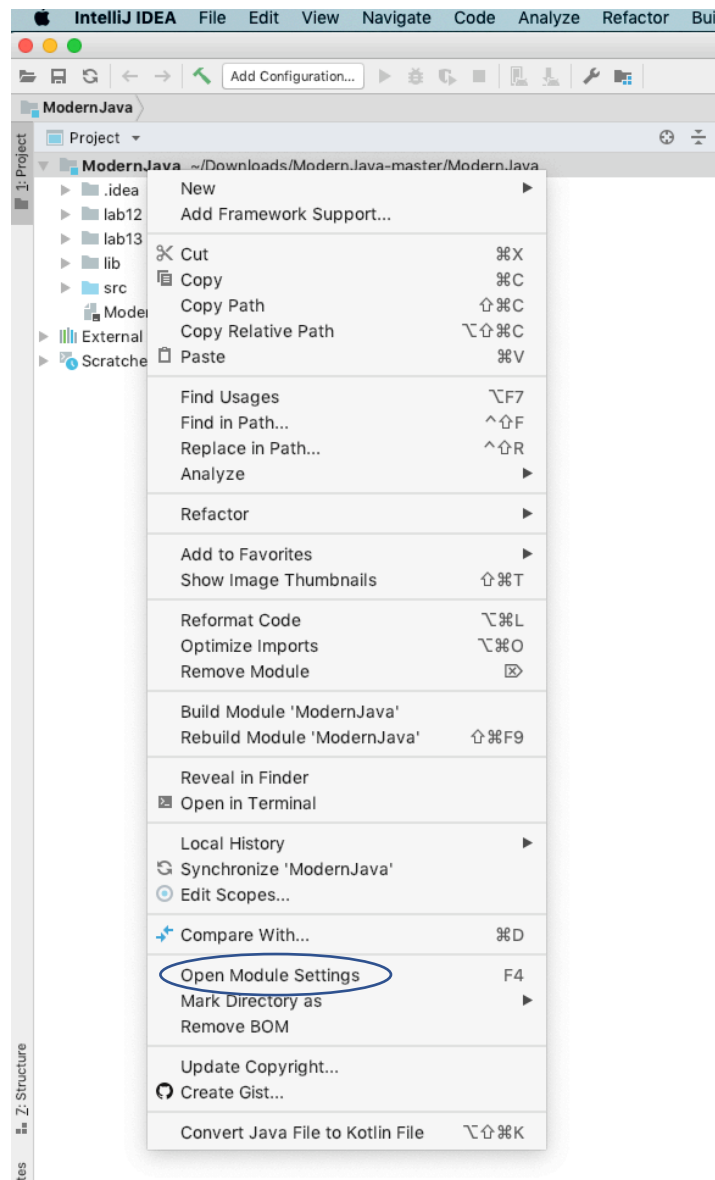 IntelliJ IDEA File Edit View Navigate Code Analyze Refactor Bui
Add Configuration...
ModernJava
1: Project
Project
ModernJava ~/Downloads/ModernJava-master/ModernJava
.idea
lab12
lab13
lib
src
Moder
External
Scratche
New
Add Framework Support...
Cut ⌘X
Copy ⌘C
Copy Path ⇧⌘C
Copy Relative Path ⌥⇧⌘C
Paste ⌘V
Find Usages ⌥F7
Find in Path... ^⇧F
Replace in Path... ^⇧R
Analyze
Refactor
Add to Favorites
Show Image Thumbnails ⇧⌘T
Reformat Code ⌥⌘L
Optimize Imports ⌥⌘O
Remove Module ⌦
Build Module 'ModernJava'
Rebuild Module 'ModernJava' ⇧⌘F9
Reveal in Finder
Open in Terminal
Local History
Synchronize 'ModernJava'
Edit Scopes...
Compare With... ⌘D
Open Module Settings F4
Mark Directory as
Remove BOM
Update Copyright...
Create Gist...
Convert Java File to Kotlin File ⌥⇧⌘K
Z: Structure
tes